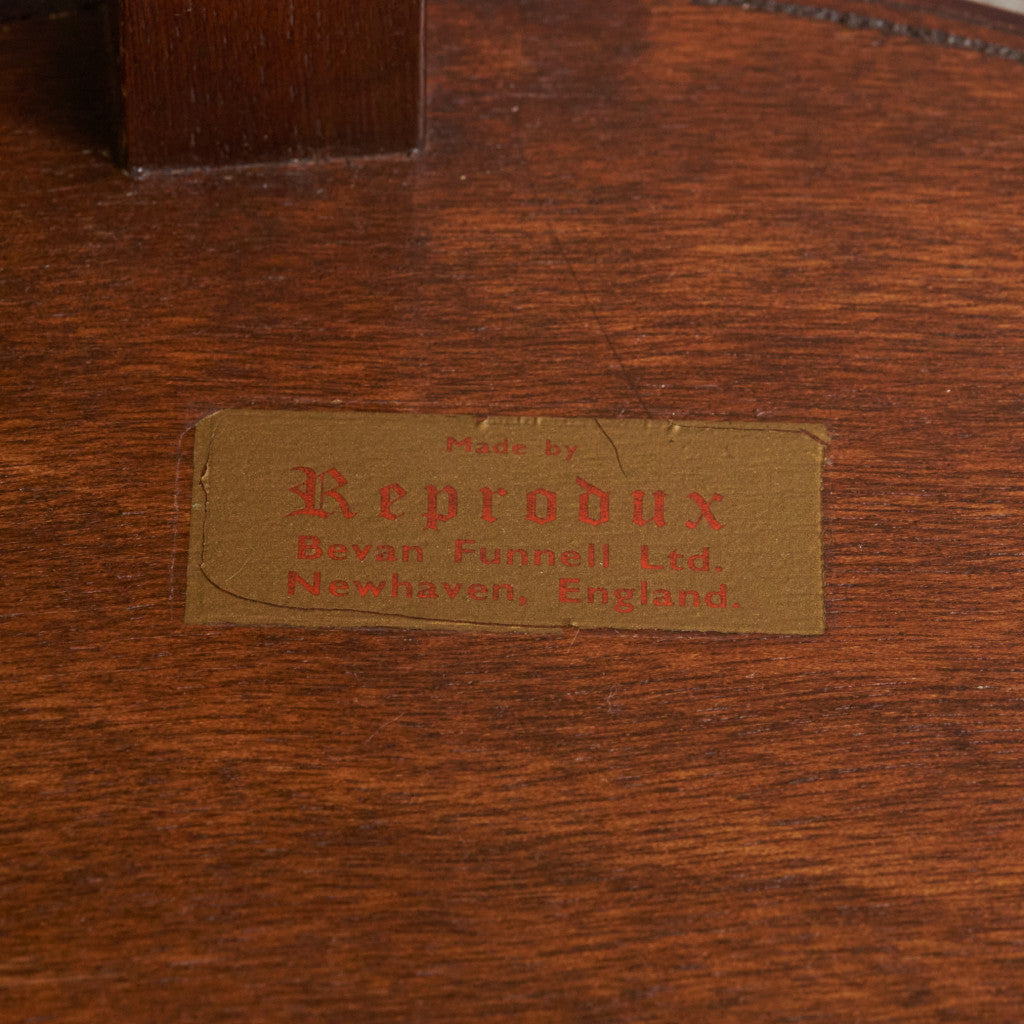 Made by
Reprodux
Bevan Funnell Ltd.
Newhaven, England.